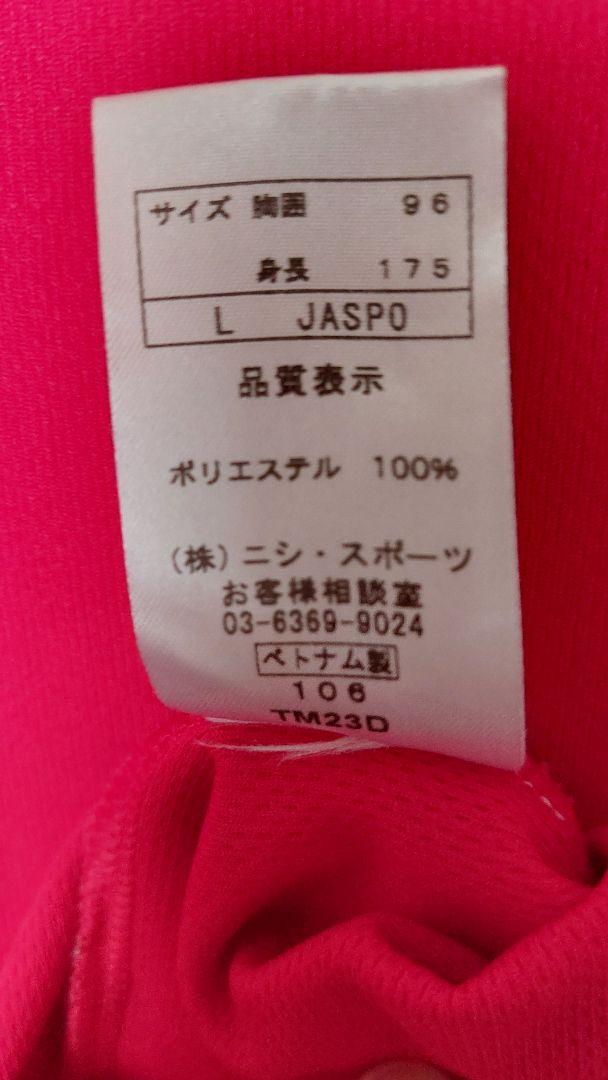 サイズ 胸囲 96
身長 175
L JASPO
品質表示
ポリエステル 100%
(株)ニシ・スポーツ
お客様相談室
03-6369-9024
ベトナム製
106
TM23D